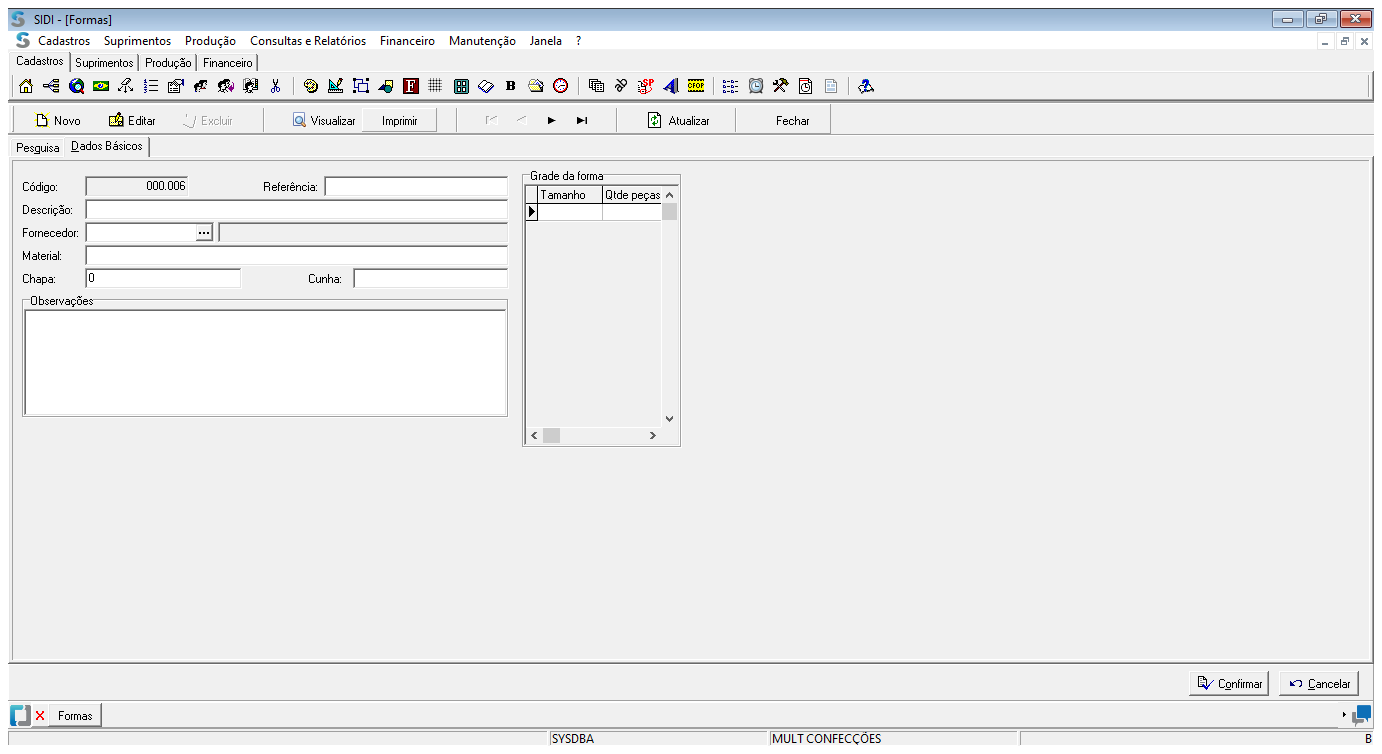 SIDI - [Formas]
Cadastros Suprimentos Produção Consultas e Relatórios Financeiro Manutenção Janela ?
Cadastros Suprimentos Produção Financeiro
F B SP CFOP
Novo Editar Excluir Visualizar Imprimir Atualizar Fechar
Pesquisa Dados Básicos
Código: 000.006 Referência:
Descrição:
Fornecedor: ...
Material:
Chapa: 0 Cunha:
Observações
Grade da forma
Tamanho Qtde peças
Confirmar Cancelar
Formas
SYSDBA MULT CONFECÇÕES B